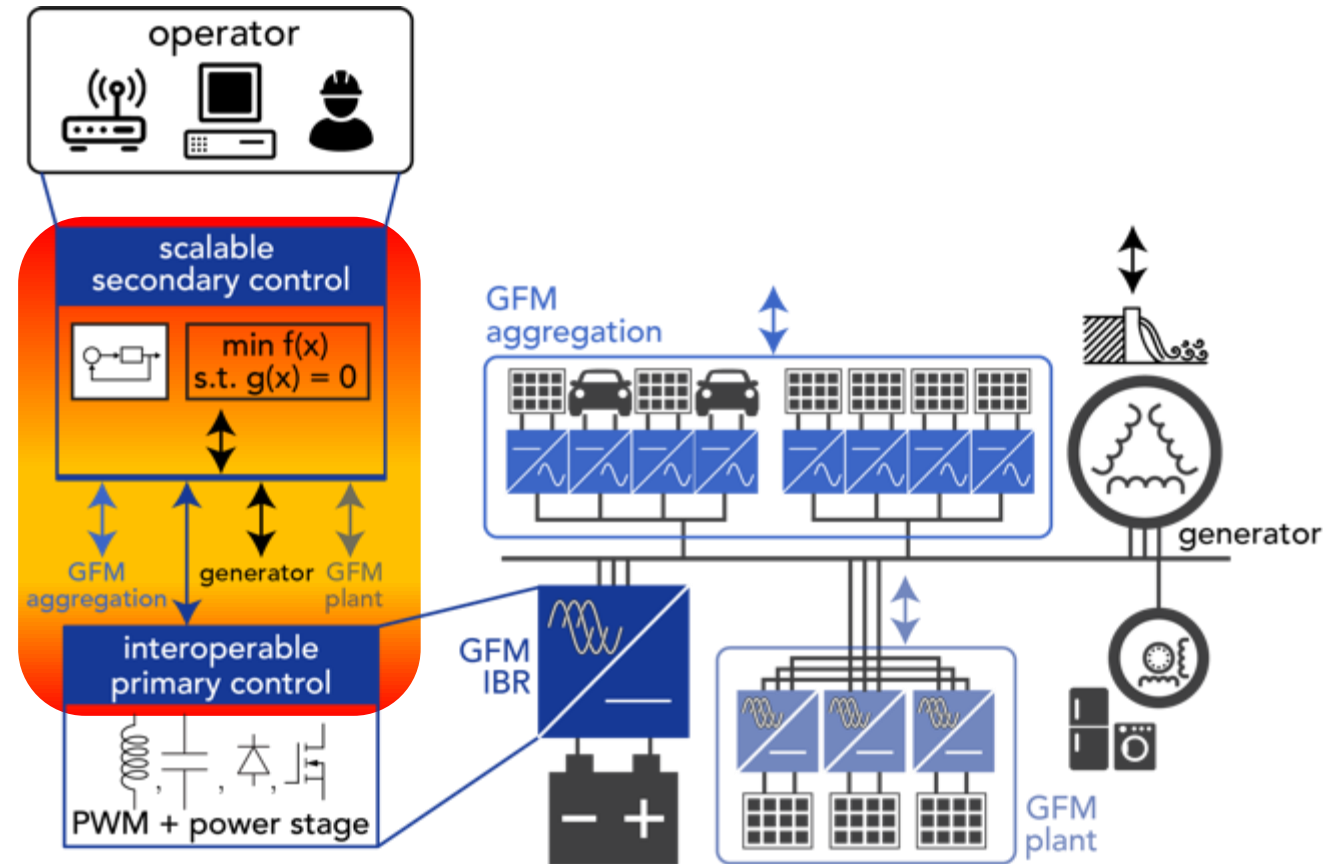 operator
scalable
secondary control
min f(x)
s.t. g(x) = 0
GFM
aggregation
generator
GFM
plant
interoperable
primary control
, , ,
PWM + power stage
GFM
aggregation
generator
GFM
IBR
GFM
plant